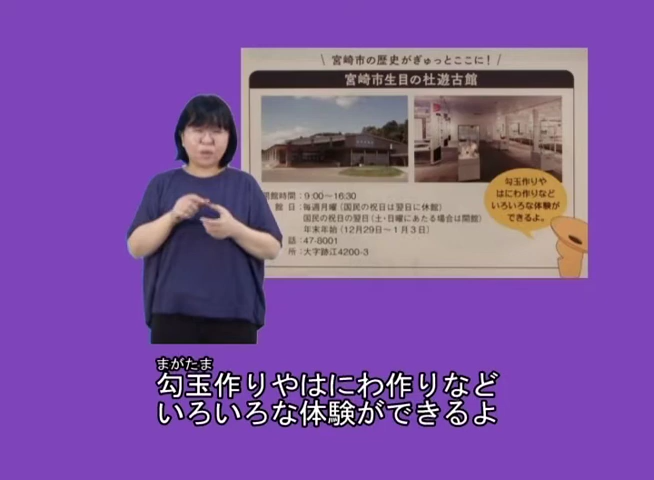 \ 宮崎市の歴史がぎゅっとここに! /
宮崎市生目の杜遊古館
開館時間：9:00〜16:30
館 日：毎週月曜（国民の祝日は翌日に休館）
国民の祝日の翌日（土・日曜にあたる場合は開館）
年末年始（12月29日〜1月3日）
話：47-8001
所：大字跡江4200-3
勾玉作りや
はにわ作りなど
いろいろな体験が
できるよ。
まがたま
勾玉作りやはにわ作りなど
いろいろな体験ができるよ